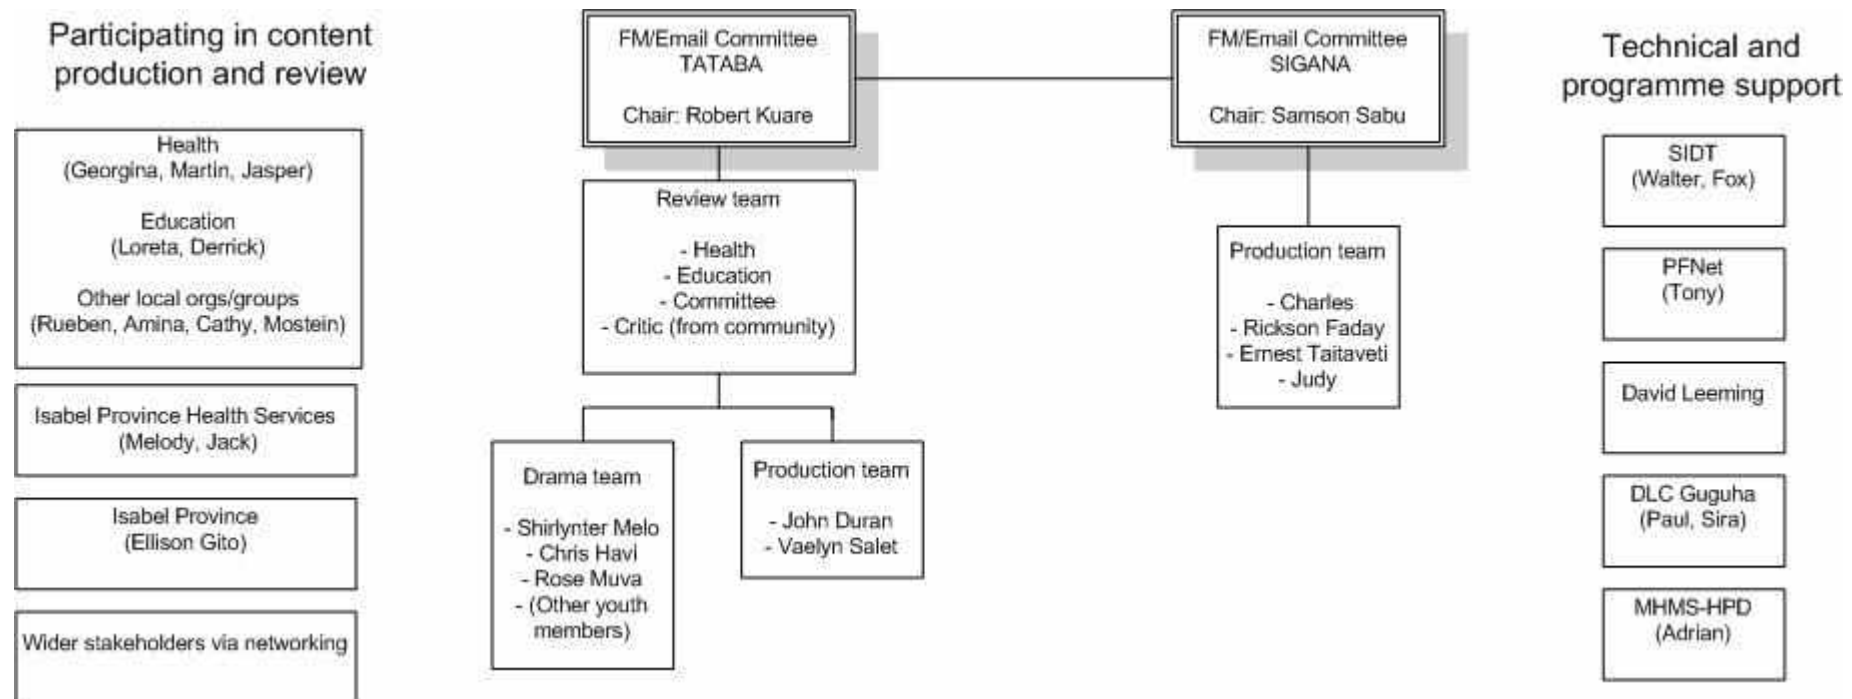 Participating in content
production and review
Health
(Georgina, Martin, Jasper)
Education
(Loreta, Derrick)
Other local orgs/groups
(Rueben, Amina, Cathy, Mostein)
Isabel Province Health Services
(Melody, Jack)
Isabel Province
(Ellison Gito)
Wider stakeholders via networking
FM/Email Committee
TATABA
Chair: Robert Kuare
Review team
- Health
- Education
- Committee
- Critic (from community)
Drama team
- Shirlynter Melo
- Chris Havi
- Rose Muva
- (Other youth
members)
Production team
- John Duran
- Vaelyn Salet
FM/Email Committee
SIGANA
Chair: Samson Sabu
Production team
- Charles
- Rickson Faday
- Ernest Taitaveti
- Judy
Technical and
programme support
SIDT
(Walter, Fox)
PFNet
(Tony)
David Leeming
DLC Guguha
(Paul, Sira)
MHMS-HPD
(Adrian)